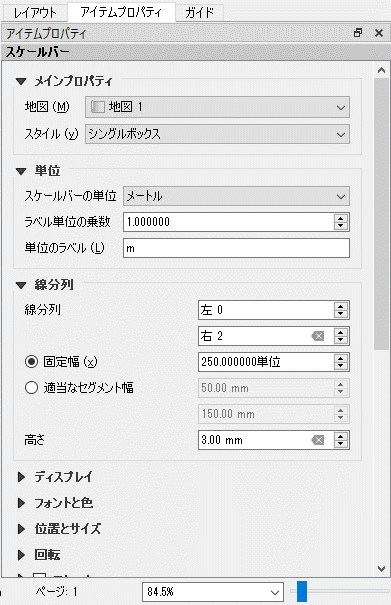 レイアウト アイテムプロパティ ガイド
アイテムプロパティ
スケールバー
メインプロパティ
地図 (M) 地図 1
スタイル (y) シングルボックス
単位
スケールバーの単位 メートル
ラベル単位の乗数 1.000000
単位のラベル (L) m
線分列
線分列 左 0
右 2
固定幅 (x) 250.000000単位
適当なセグメント幅 50.00 mm
150.00 mm
高さ 3.00 mm
ディスプレイ
フォントと色
位置とサイズ
回転
ページ: 1 84.5%